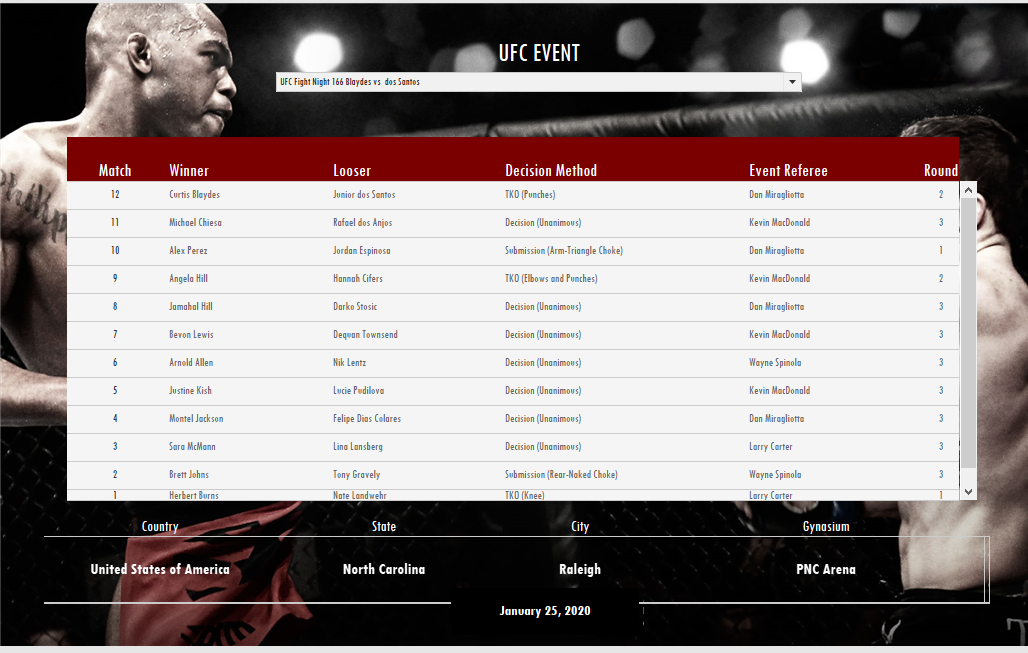 UFC EVENT
UFC Fight Night 166 Blaydes vs dos Santos
Match Winner Looser Decision Method Event Referee Round
12 Curtis Blaydes Junior dos Santos TKO (Punches) Dan Miragliotta 2
11 Michael Chiesa Rafael dos Anjos Decision (Unanimous) Kevin MacDonald 3
10 Alex Perez Jordan Espinosa Submission (Arm-Triangle Choke) Dan Miragliotta 1
9 Angela Hill Hannah Cifers TKO (Elbows and Punches) Kevin MacDonald 2
8 Jamahal Hill Darko Stosic Decision (Unanimous) Dan Miragliotta 3
7 Bevon Lewis Dequan Townsend Decision (Unanimous) Kevin MacDonald 3
6 Arnold Allen Nik Lentz Decision (Unanimous) Wayne Spinola 3
5 Justine Kish Lucie Pudilova Decision (Unanimous) Kevin MacDonald 3
4 Montel Jackson Felipe Dias Colares Decision (Unanimous) Dan Miragliotta 3
3 Sara McMann Lina Lansberg Decision (Unanimous) Larry Carter 3
2 Brett Johns Tony Gravely Submission (Rear-Naked Choke) Wayne Spinola 3
1 Herbert Burns Nate Landwehr TKO (Knee) Larry Carter 1
Country State City Gynasium
United States of America North Carolina Raleigh PNC Arena
January 25, 2020